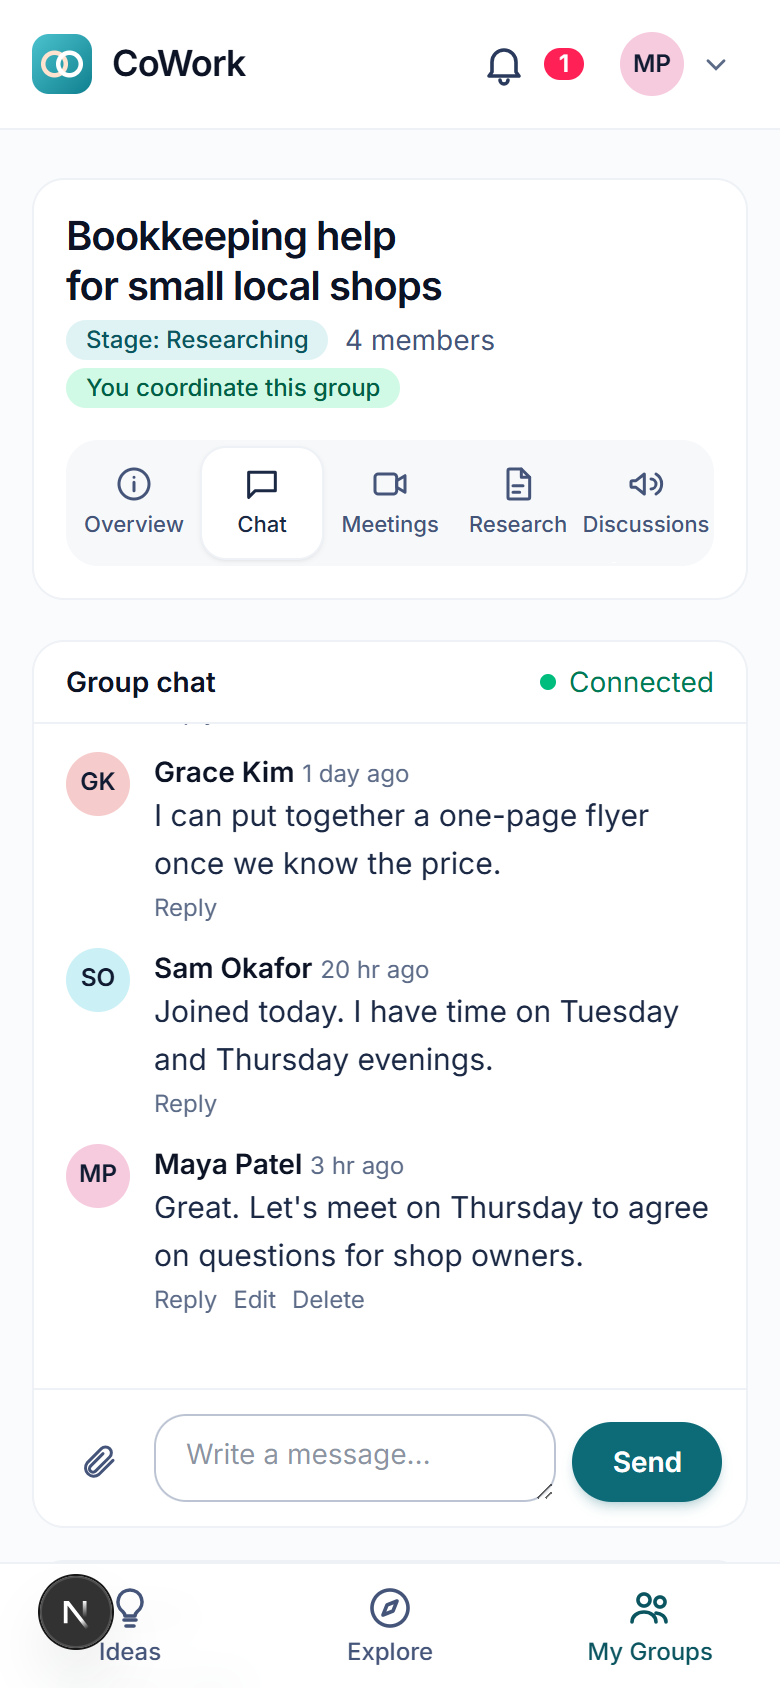 CoWork
1
MP
Bookkeeping help
for small local shops
Stage: Researching
4 members
You coordinate this group
Overview
Chat
Meetings
Research
Discussions
Group chat
Connected
GK
Grace Kim 1 day ago
I can put together a one-page flyer
once we know the price.
Reply
SO
Sam Okafor 20 hr ago
Joined today. I have time on Tuesday
and Thursday evenings.
Reply
MP
Maya Patel 3 hr ago
Great. Let's meet on Thursday to agree
on questions for shop owners.
Reply Edit Delete
Write a message...
Send
N
Ideas
Explore
My Groups